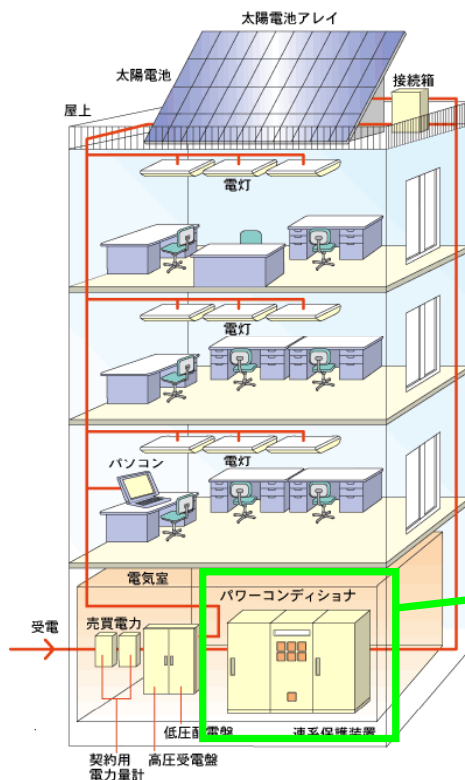 太陽電池アレイ
太陽電池
接続箱
屋上
電灯
電灯
電灯
パソコン
電気室
パワーコンディショナ
受電
売買電力
低圧配電盤
連系保護装置
契約用
電力量計
高圧受電盤